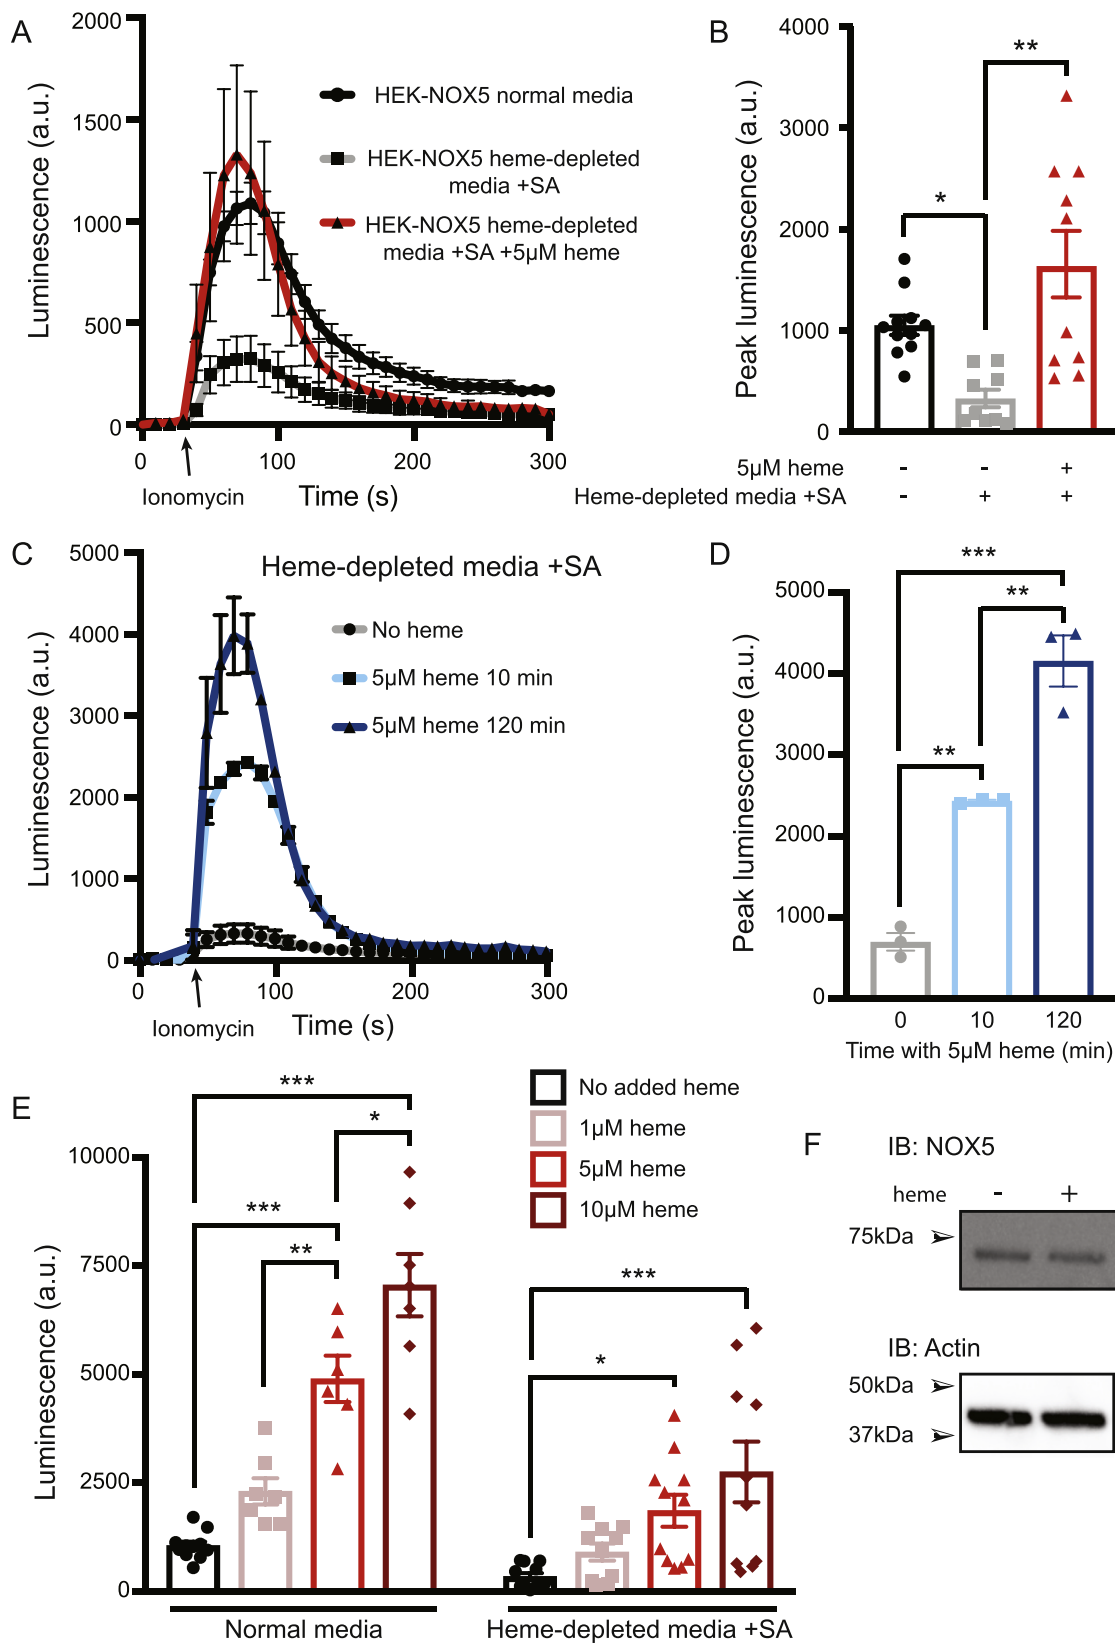 A
2000
1500
1000
500
0
Luminescence (a.u.)
HEK-NOX5 normal media
HEK-NOX5 heme-depleted
media +SA
HEK-NOX5 heme-depleted
media +SA +5µM heme
0 100 200 300
Ionomycin
Time (s)
B
4000
3000
2000
1000
0
Peak luminescence (a.u.)
**
*
5µM heme - - +
Heme-depleted media +SA - + +
C
5000
4000
3000
2000
1000
0
Luminescence (a.u.)
Heme-depleted media +SA
No heme
5µM heme 10 min
5µM heme 120 min
0 100 200 300
Ionomycin
Time (s)
D
5000
4000
3000
2000
1000
0
Peak luminescence (a.u.)
***
**
**
0 10 120
Time with 5µM heme (min)
E
No added heme
1µM heme
5µM heme
10µM heme
10000
7500
5000
2500
0
Luminescence (a.u.)
***
*
***
**
***
*
Normal media
Heme-depleted media +SA
F
IB: NOX5
heme - +
75kDa
IB: Actin
50kDa
37kDa